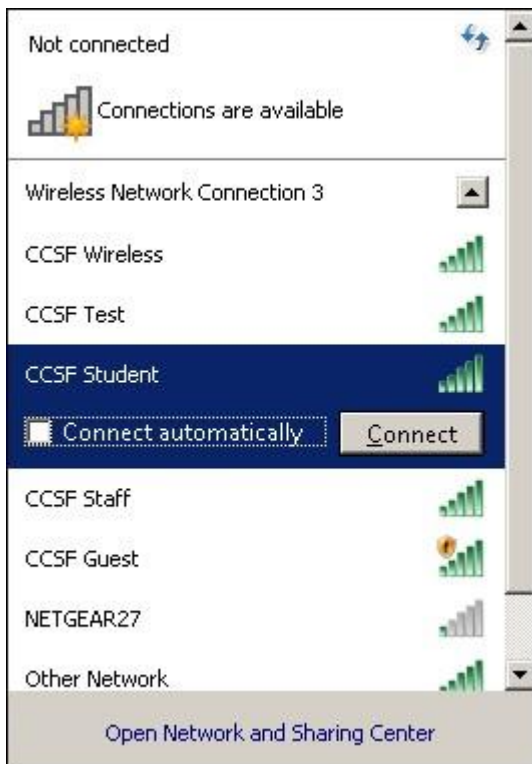 Not connected
Connections are available
Wireless Network Connection 3
CCSF Wireless
CCSF Test
CCSF Student
Connect automatically
Connect
CCSF Staff
CCSF Guest
NETGEAR27
Other Network
Open Network and Sharing Center